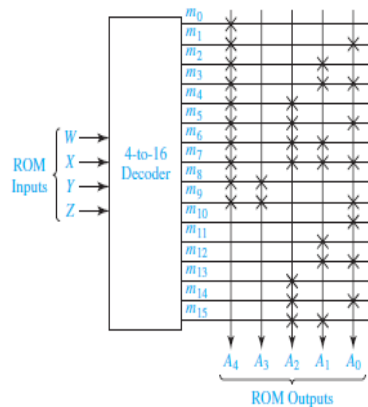 m0
m1
m2
m3
m4
m5
m6
m7
m8
m9
m10
m11
m12
m13
m14
m15
ROM
Inputs
W
X
Y
Z
4-to-16
Decoder
A4 A3 A2 A1 A0
ROM Outputs